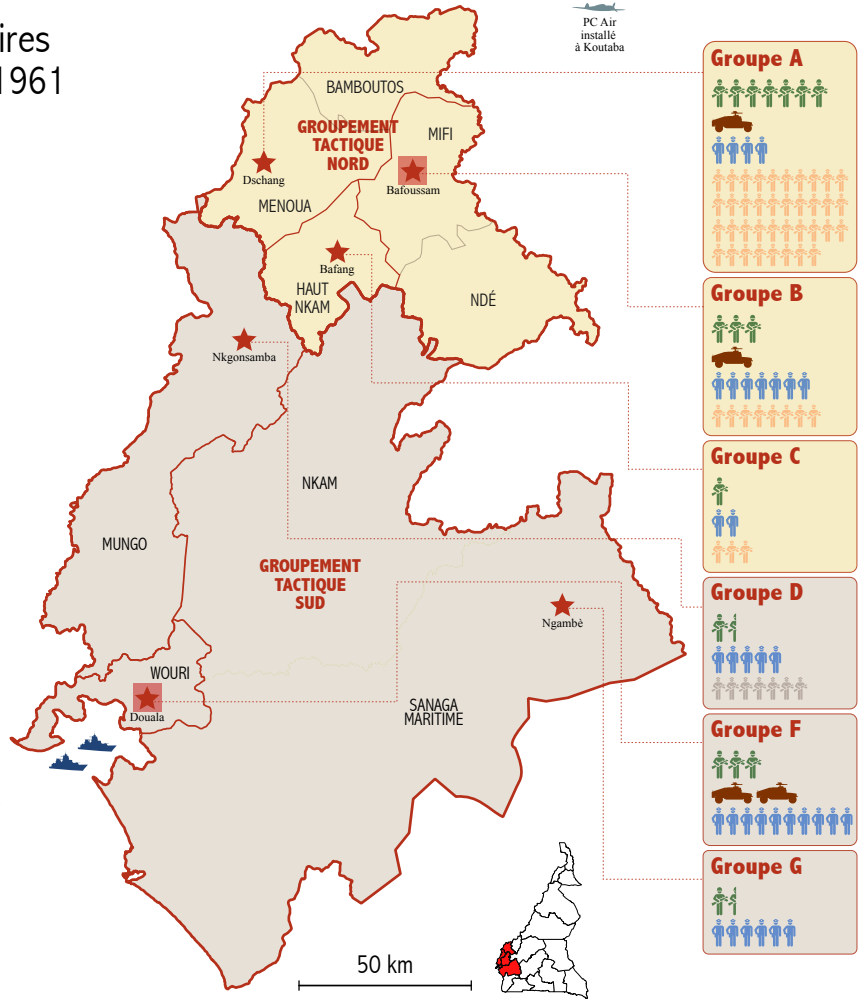 ires
1961
PC Air
installé
à Koutaba
BAMBOUTOS
GROUPEMENT
TACTIQUE
NORD
MIFI
Dschang
Bafoussam
MENOUA
Bafang
HAUT
NKAM
NDÉ
Nkgonsamba
NKAM
MUNGO
GROUPEMENT
TACTIQUE
SUD
Ngambè
WOURI
Douala
SANAGA
MARITIME
50 km
Groupe A
Groupe B
Groupe C
Groupe D
Groupe F
Groupe G